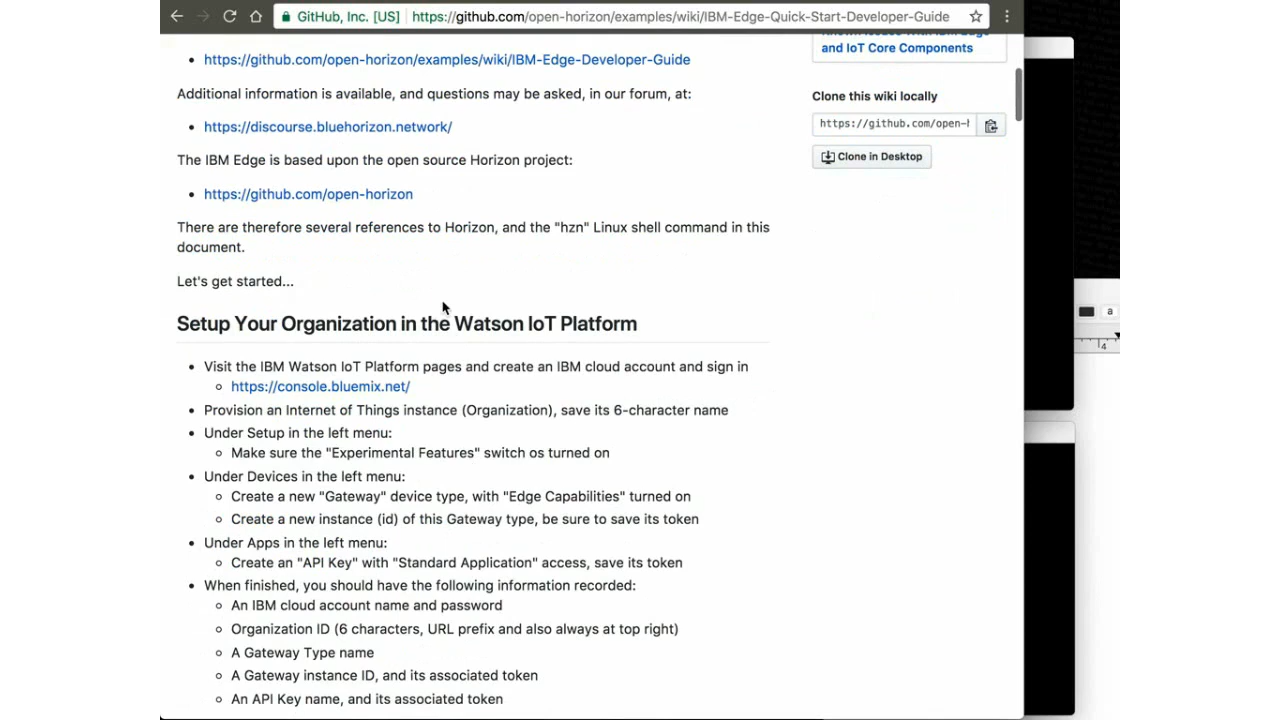 GitHub, Inc. [US] https://github.com/open-horizon/examples/wiki/IBM-Edge-Quick-Start-Developer-Guide
and IoT Core Components
https://github.com/open-horizon/examples/wiki/IBM-Edge-Developer-Guide
Additional information is available, and questions may be asked, in our forum, at:
Clone this wiki locally
https://github.com/open-h
https://discourse.bluehorizon.network/
Clone in Desktop
The IBM Edge is based upon the open source Horizon project:
https://github.com/open-horizon
There are therefore several references to Horizon, and the "hzn" Linux shell command in this
document.
Let's get started...
Setup Your Organization in the Watson IoT Platform
Visit the IBM Watson IoT Platform pages and create an IBM cloud account and sign in
https://console.bluemix.net/
Provision an Internet of Things instance (Organization), save its 6-character name
Under Setup in the left menu:
Make sure the "Experimental Features" switch os turned on
Under Devices in the left menu:
Create a new "Gateway" device type, with "Edge Capabilities" turned on
Create a new instance (id) of this Gateway type, be sure to save its token
Under Apps in the left menu:
Create an "API Key" with "Standard Application" access, save its token
When finished, you should have the following information recorded:
An IBM cloud account name and password
Organization ID (6 characters, URL prefix and also always at top right)
A Gateway Type name
A Gateway instance ID, and its associated token
An API Key name, and its associated token
a
4